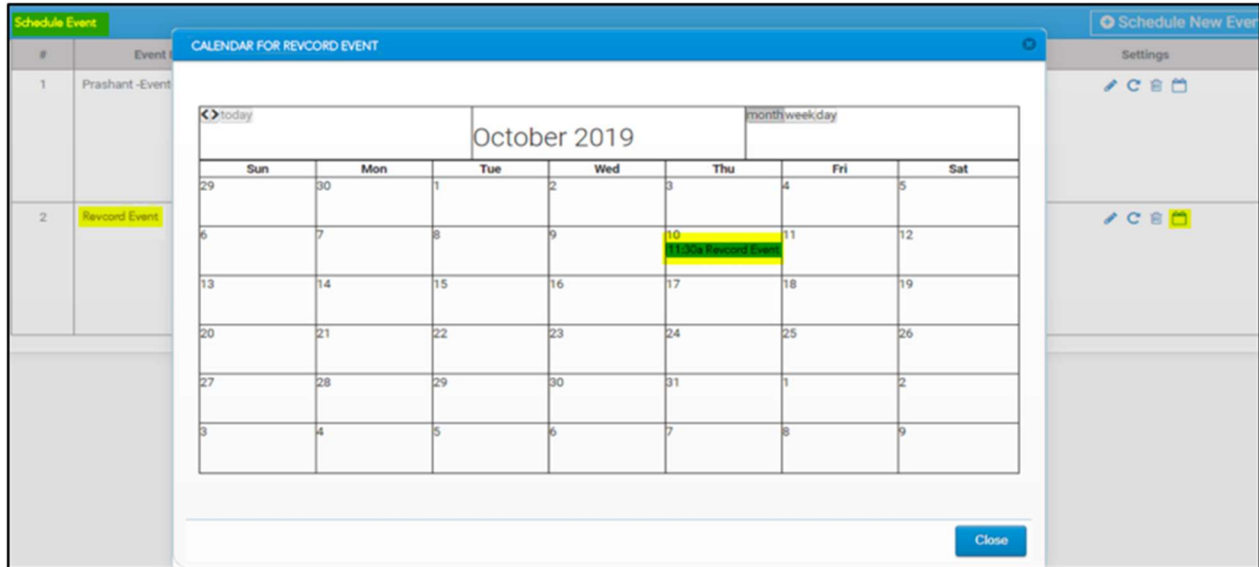 Schedule Event
Schedule New Even
# Event Settings
CALENDAR FOR REVCORD EVENT
1 Prashant -Event
today month week day
October 2019
Sun Mon Tue Wed Thu Fri Sat
29 30 1 2 3 4 5
2 Revcord Event
6 7 8 9 10 11 12
11:30a Revcord Event
13 14 15 16 17 18 19
20 21 22 23 24 25 26
27 28 29 30 31 1 2
3 4 5 6 7 8 9
Close